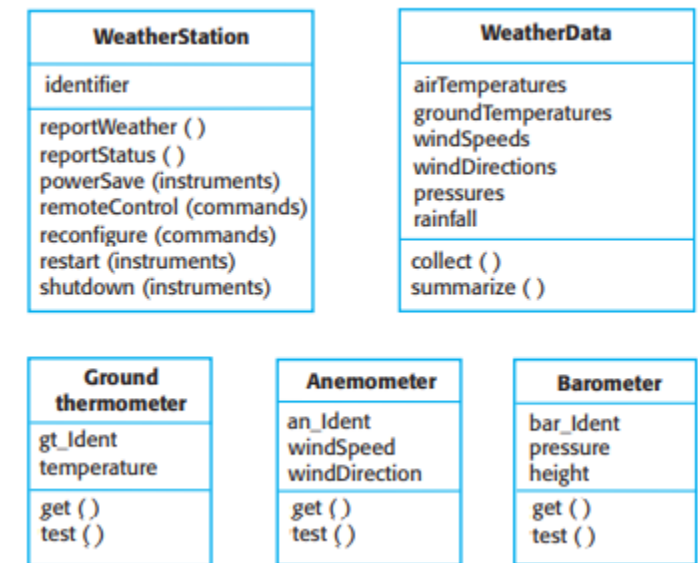 WeatherStation
identifier
reportWeather ( )
reportStatus ( )
powerSave (instruments)
remoteControl (commands)
reconfigure (commands)
restart (instruments)
shutdown (instruments)
WeatherData
airTemperatures
groundTemperatures
windSpeeds
windDirections
pressures
rainfall
collect ( )
summarize ( )
Ground
thermometer
gt_Ident
temperature
get ( )
test ( )
Anemometer
an_Ident
windSpeed
windDirection
get ( )
test ( )
Barometer
bar_Ident
pressure
height
get ( )
test ( )